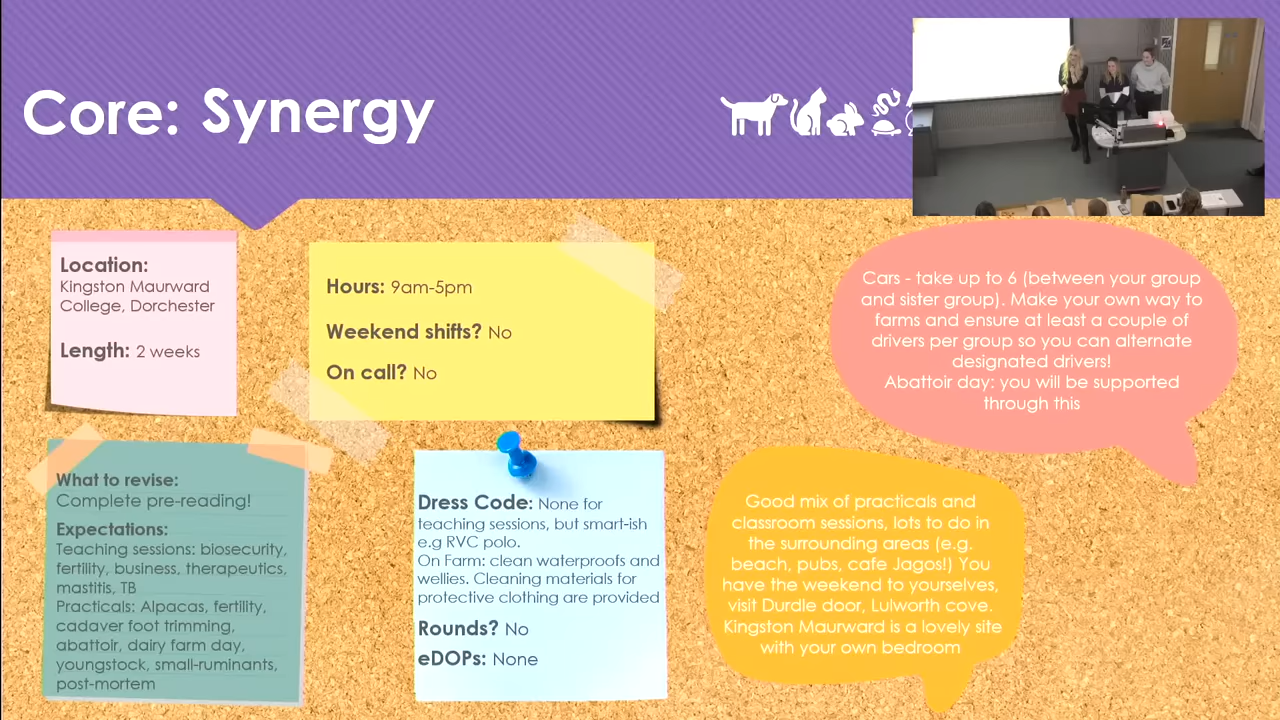 Core: Synergy
Location:
Kingston Maurward
College, Dorchester
Length: 2 weeks
Hours: 9am-5pm
Weekend shifts? No
On call? No
Cars - take up to 6 (between your group
and sister group). Make your own way to
farms and ensure at least a couple of
drivers per group so you can alternate
designated drivers!
Abattoir day: you will be supported
through this
What to revise:
Complete pre-reading!
Expectations:
Teaching sessions: biosecurity,
fertility, business, therapeutics,
mastitis, TB
Practicals: Alpacas, fertility,
cadaver foot trimming,
abattoir, dairy farm day,
youngstock, small-ruminants,
post-mortem
Dress Code: None for
teaching sessions, but smart-ish
e.g RVC polo.
On Farm: clean waterproofs and
wellies. Cleaning materials for
protective clothing are provided
Rounds? No
eDOPs: None
Good mix of practicals and
classroom sessions, lots to do in
the surrounding areas (e.g.
beach, pubs, cafe Jagos!) You
have the weekend to yourselves,
visit Durdle door, Lulworth cove.
Kingston Maurward is a lovely site
with your own bedroom